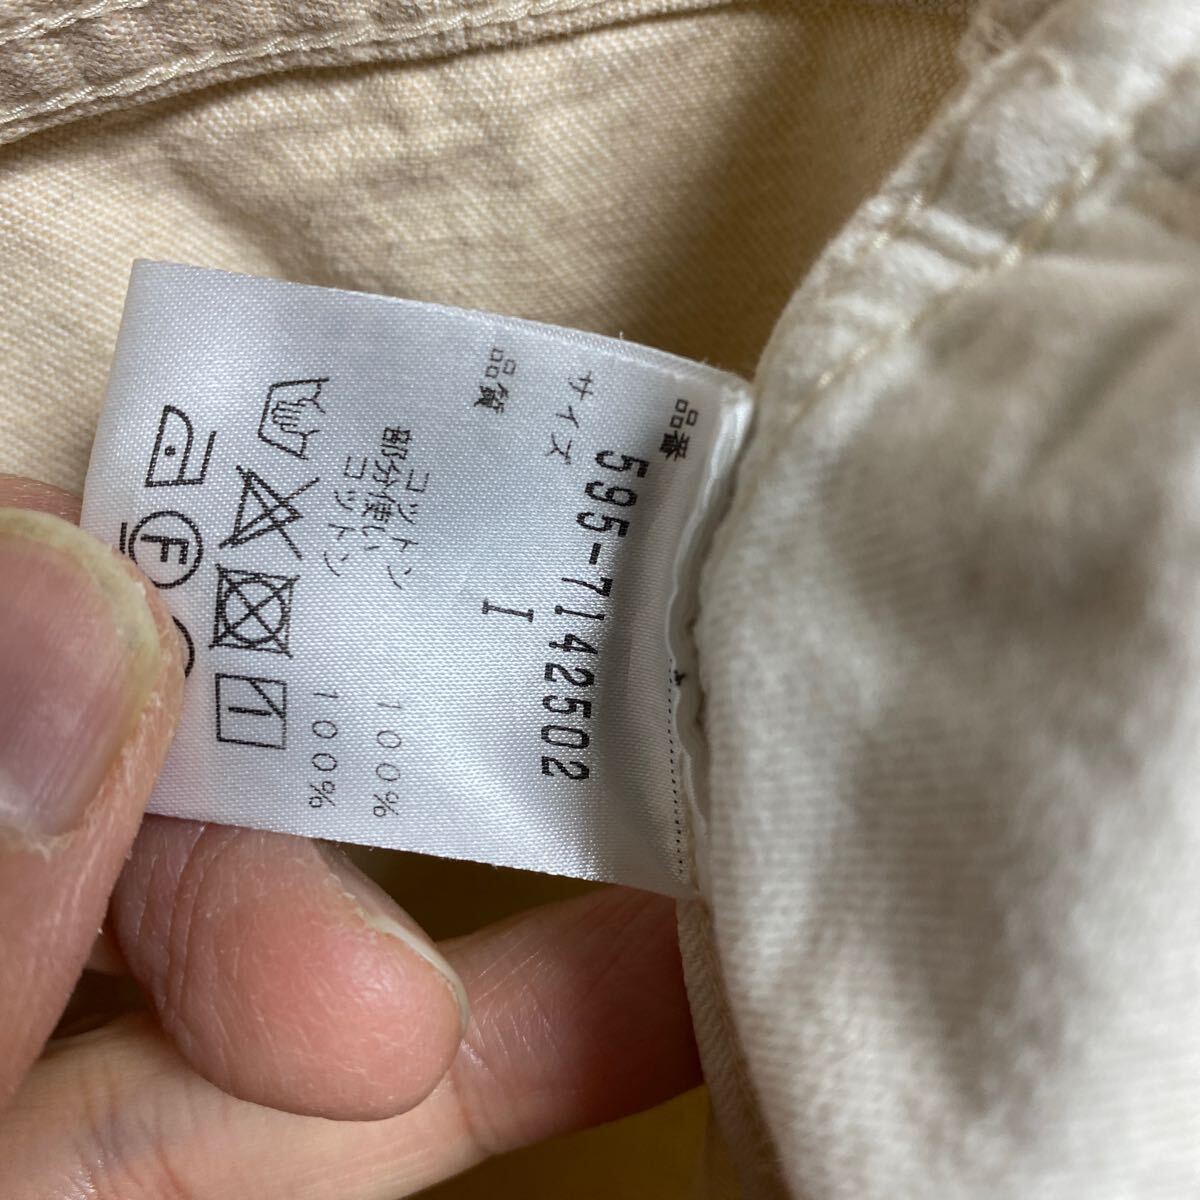 品番 595-7142502
サイズ I
品質
コットン 100%
部分使い
コットン 100%
F